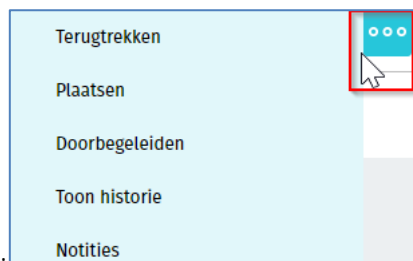 Terugtrekken
Plaatsen
Doorbegeleiden
Toon historie
Notities